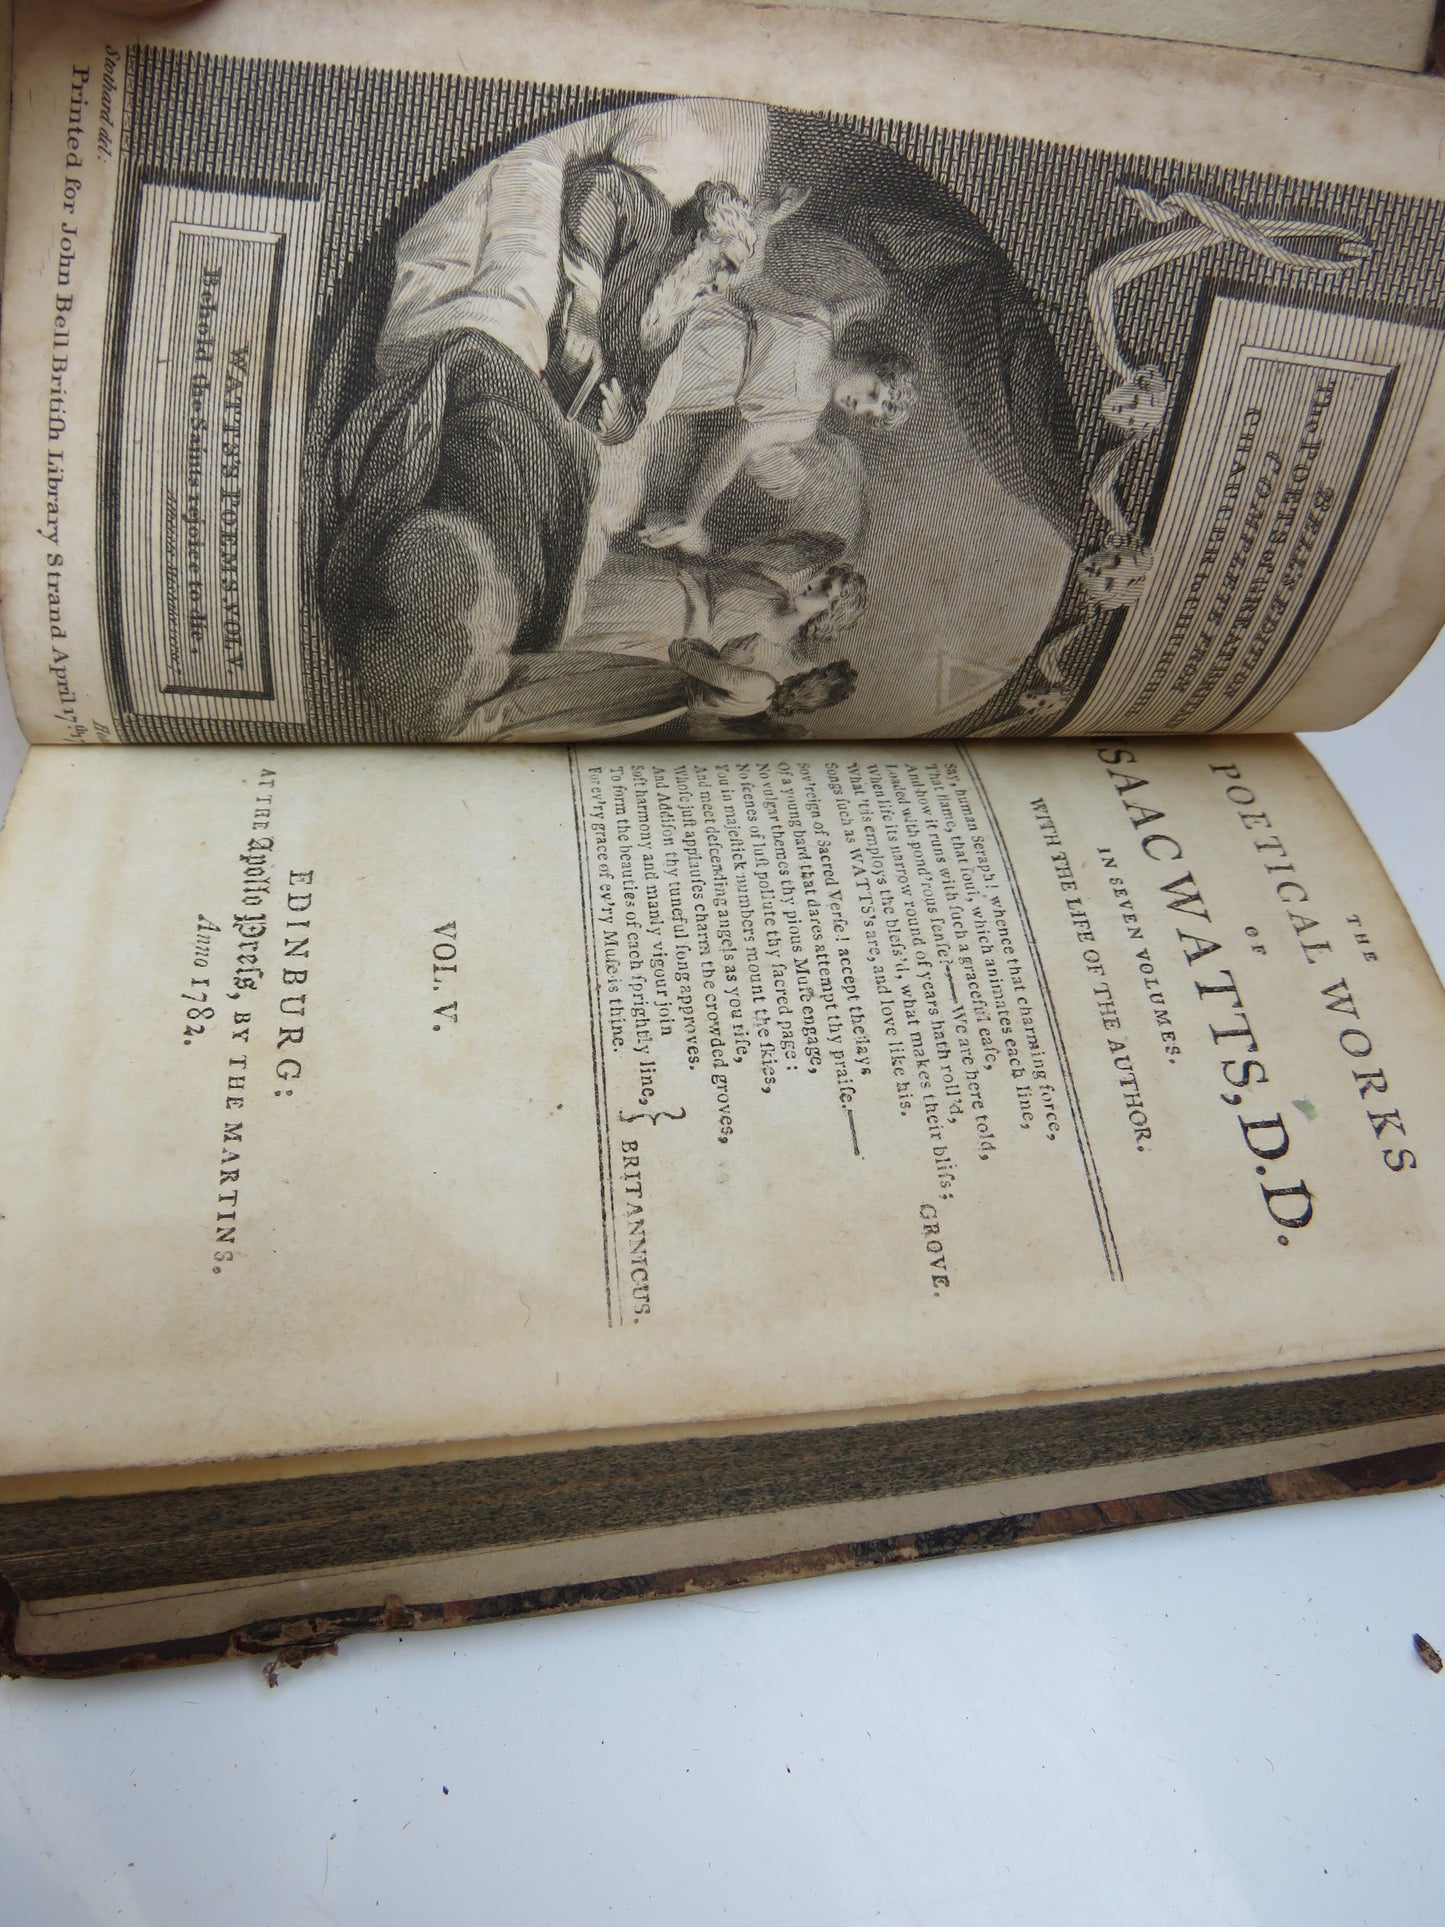 BELL'S EDITION
The POETS of GREAT BRITAIN
COMPLETE FROM
CHAUCER to CHURCHILL
WATTS'S POEMS. VOL V.
Behold the Saints rejoice to die,
Stothard del:
Printed for John Bell British Library Strand April 17th
THE
POETICAL WORKS
OF
ISAAC WATTS, D.D.
IN SEVEN VOLUMES.
WITH THE LIFE OF THE AUTHOR.
Say, human Seraph! whence that charming force,
That flame, that ſoul, which animates each line,
And how it runs with ſuch a graceful eaſe,
Loaded with pond'rous ſenſe?—We are here told,
When life its narrow round of years hath roll'd,
What 'tis employs the bleſs'd, what makes their bliſs;
Songs ſuch as WATTS's are, and love like his.
GROVE.
Sov'reign of Sacred Verſe! accept the lays
Of a young bard that dares attempt thy praiſe.—
No vulgar themes thy pious Muſe engage,
No ſcenes of luſt pollute thy ſacred page:
You in majeſtick numbers mount the ſkies,
And meet deſcending angels as you riſe,
Whoſe juſt applauſes charm the crowded groves,
And Addiſon thy tuneful ſong approves.
Soft harmony and manly vigour join
To form the beauties of each ſprightly line,
For ev'ry grace of ev'ry Muſe is thine.
BRITANNICUS.
VOL. V.
EDINBURG:
AT THE Apollo Preſs, BY THE MARTINS.
Anno 1782.